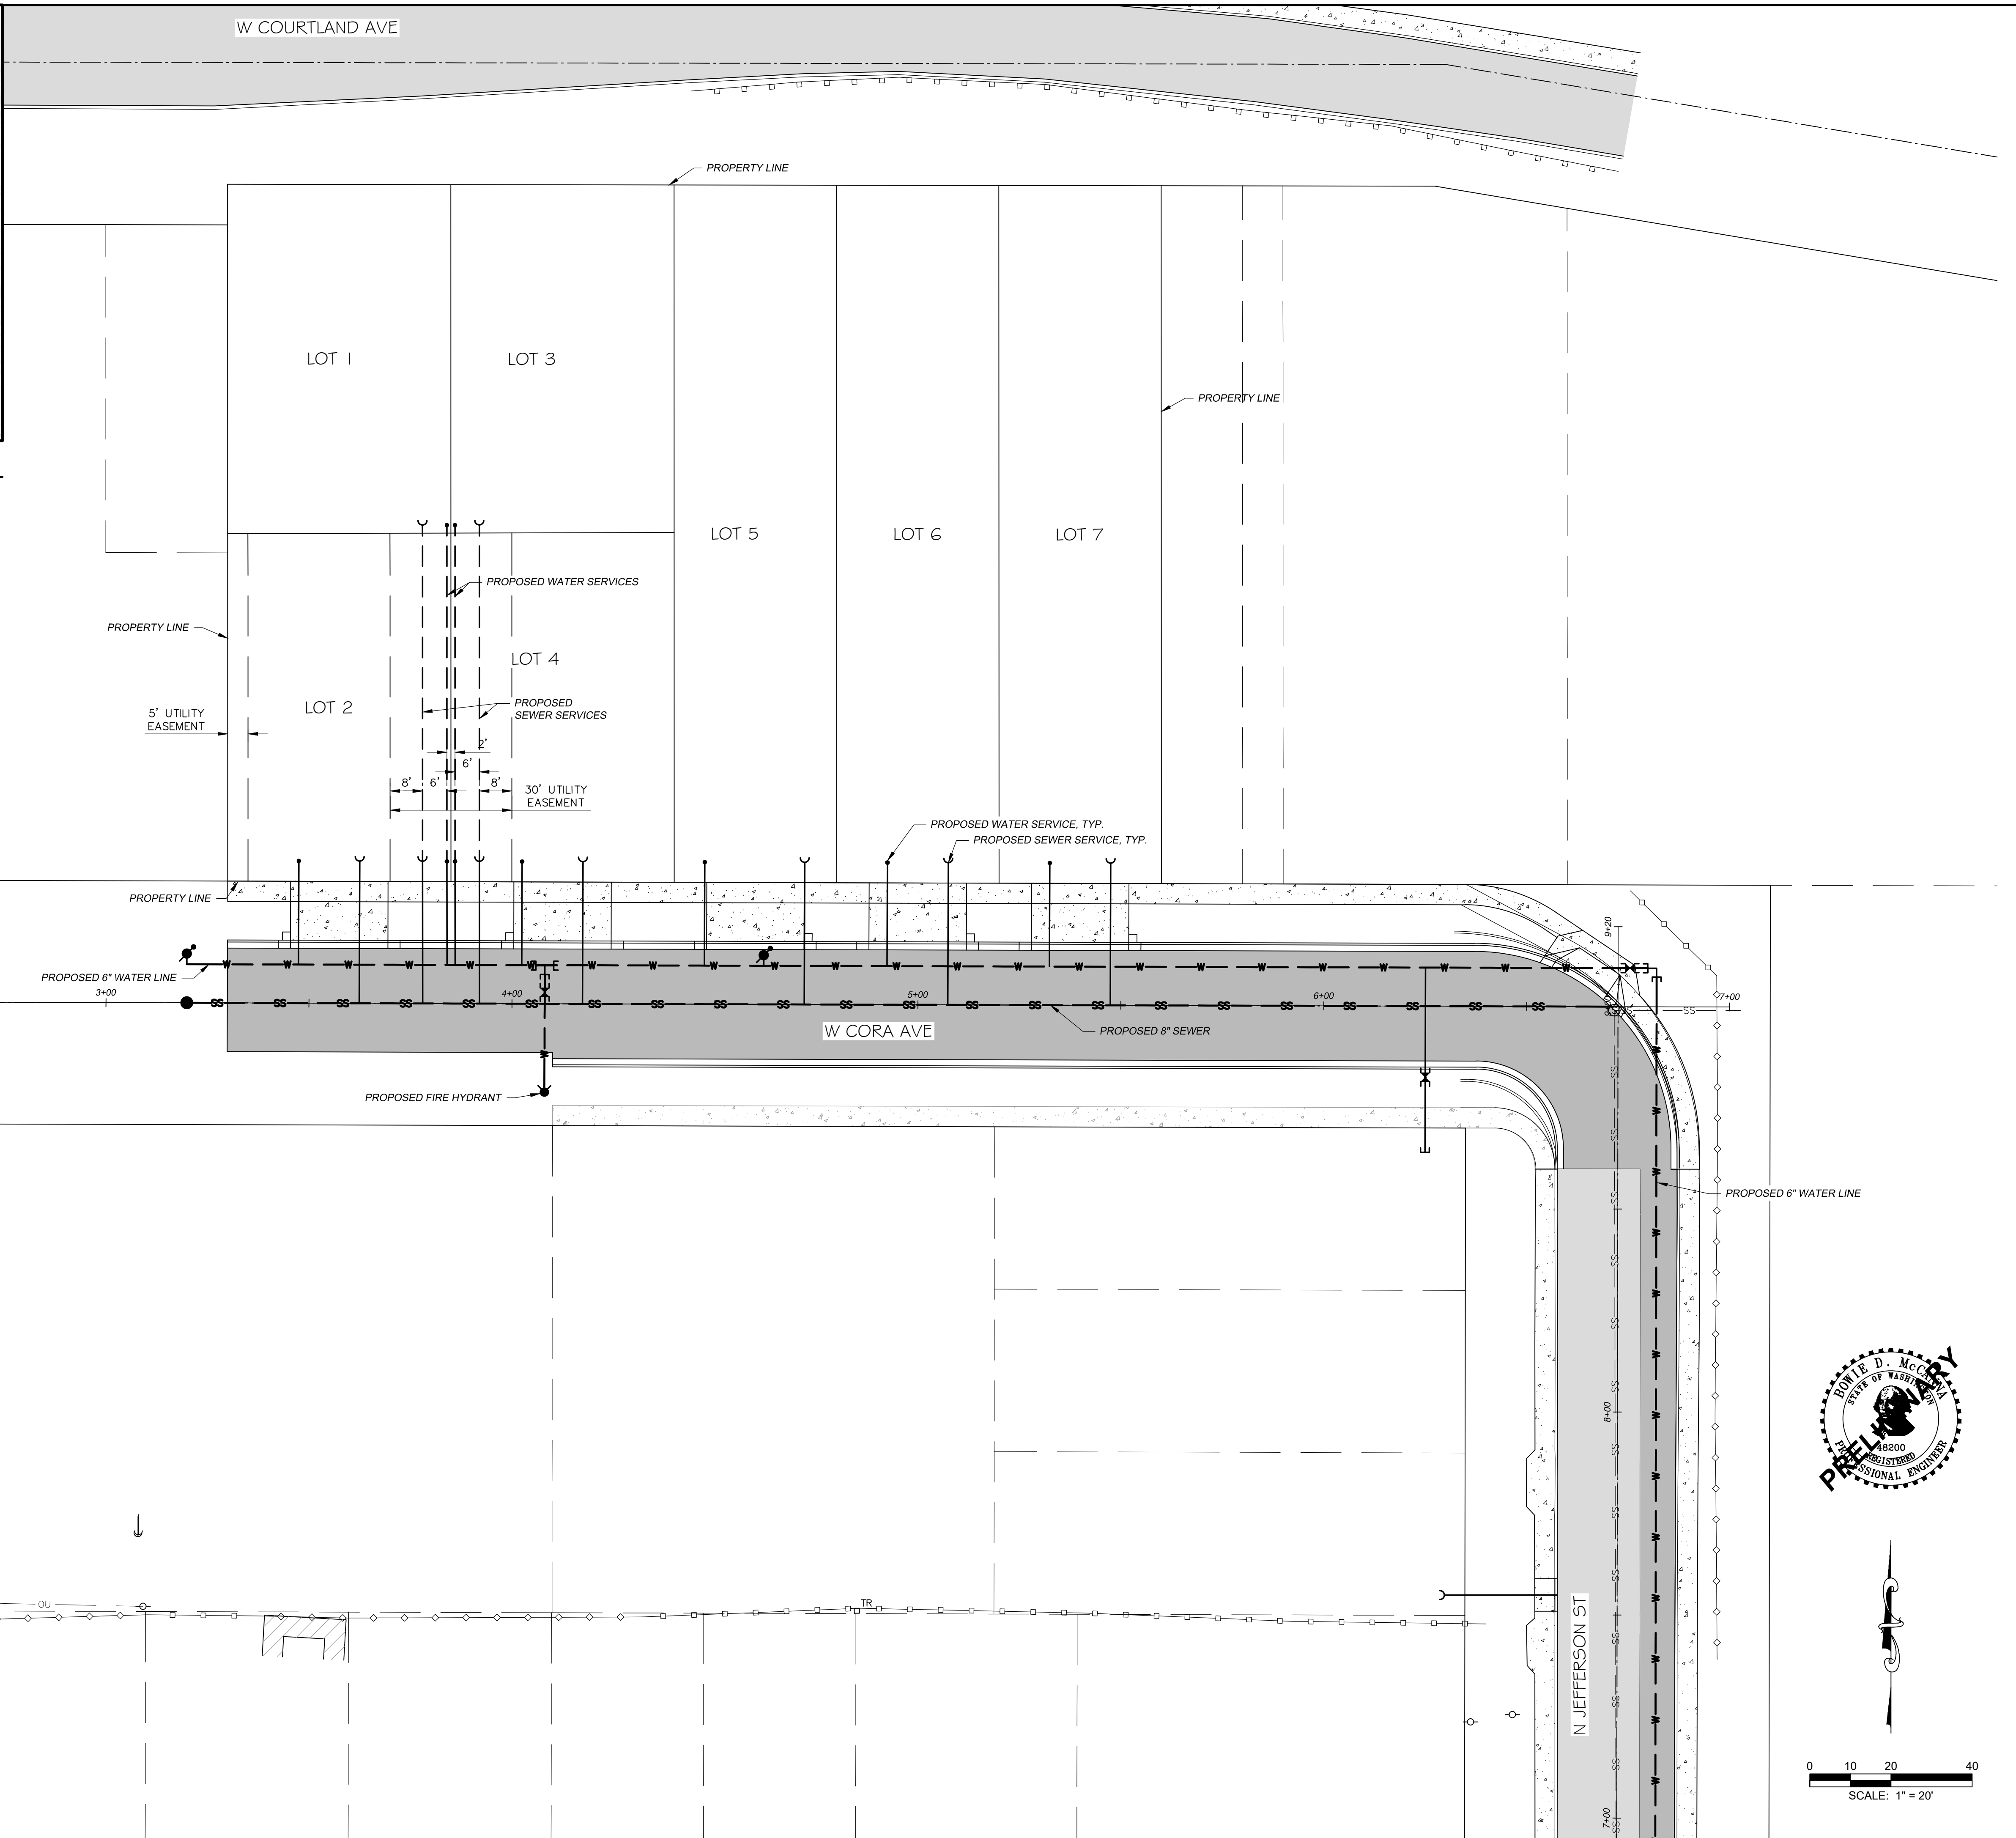 W COURTLAND AVE
PROPERTY LINE
LOT 1
LOT 3
PROPERTY LINE
LOT 5
LOT 6
LOT 7
PROPOSED WATER SERVICES
PROPERTY LINE
LOT 4
LOT 2
PROPOSED
SEWER SERVICES
5' UTILITY
EASEMENT
2'
6'
8'
6'
8'
30' UTILITY
EASEMENT
PROPOSED WATER SERVICE, TYP.
PROPOSED SEWER SERVICE, TYP.
PROPERTY LINE
9+20
PROPOSED 6" WATER LINE
3+00
4+00
5+00
6+00
7+00
W CORA AVE
PROPOSED 8" SEWER
PROPOSED FIRE HYDRANT
PROPOSED 6" WATER LINE
8+00
BOWIE D.
STATE OF WASHINGTON
48200
REGISTERED
PROFESSIONAL ENGINEER
PRELIMINARY
OU
TR
N JEFFERSON ST
7+00
0 10 20 40
SCALE: 1" = 20'